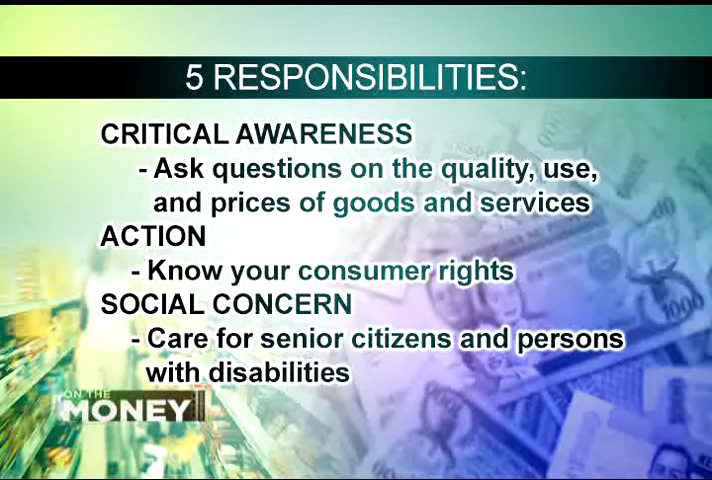 5 RESPONSIBILITIES:
CRITICAL AWARENESS
- Ask questions on the quality, use,
and prices of goods and services
ACTION
- Know your consumer rights
SOCIAL CONCERN
- Care for senior citizens and persons
with disabilities
ON THE
MONEY
1000